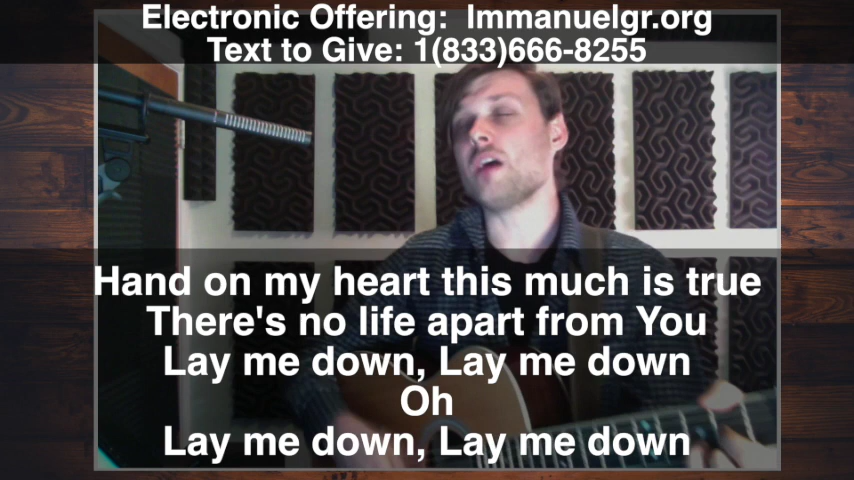 Electronic Offering:  Immanuelgr.org
Text to Give: 1(833)666-8255
Hand on my heart this much is true
There's no life apart from You
Lay me down, Lay me down
Oh
Lay me down, Lay me down